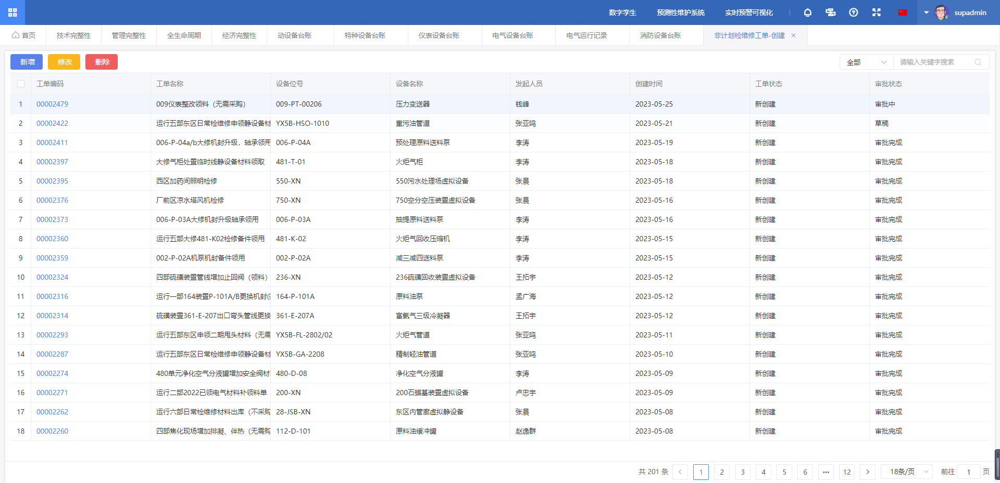 数字孪生 预测性维护系统 实时预警可视化 supadmin
首页 技术完整性 管理完整性 全生命周期 经济完整性 动设备台账 特种设备台账 仪表设备台账 电气设备台账 电气运行记录 消防设备台账 非计划检维修工单-创建
新增 修改 删除 全部 请输入关键字搜索
工单编码 工单名称 设备位号 设备名称 发起人员 创建时间 工单状态 审批状态
1 00002479 009仪表整改领料（无需采购） 009-PT-00206 压力变送器 钱峰 2023-05-25 新创建 审批中
2 00002422 运行五部东区日常检维修申领静设备材 YX5B-HSO-1010 重污油管道 张亚鸣 2023-05-21 新创建 草稿
3 00002411 006-P-04a/b大修机封升级，轴承领用 006-P-04A 预处理原料送料泵 李涛 2023-05-19 新创建 审批完成
4 00002397 大修气柜处置临时线静设备材料领取 481-T-01 火炬气柜 李涛 2023-05-18 新创建 审批完成
5 00002395 西区加药间照明检修 550-XN 550污水处理场虚拟设备 张晨 2023-05-18 新创建 审批完成
6 00002376 厂前区凉水塔风机检修 750-XN 750空分空压装置虚拟设备 张晨 2023-05-16 新创建 审批完成
7 00002373 006-P-03A大修机封升级轴承领用 006-P-03A 抽提原料送料泵 李涛 2023-05-16 新创建 审批完成
8 00002360 运行五部大修481-K02检修备件领用 481-K-02 火炬气回收压缩机 李涛 2023-05-15 新创建 审批完成
9 00002359 002-P-02A机泵机封备件领用 002-P-02A 减三减四送料泵 李涛 2023-05-15 新创建 审批完成
10 00002324 四部硫磺装置管线增加止回阀（领料） 236-XN 236硫磺回收装置虚拟设备 王拓宇 2023-05-12 新创建 审批完成
11 00002316 运行一部164装置P-101A/B更换机封( 164-P-101A 原料油泵 孟广海 2023-05-12 新创建 审批完成
12 00002314 硫磺装置361-E-207出口弯头管线更换 361-E-207A 富氨气三级冷凝器 王拓宇 2023-05-12 新创建 审批完成
13 00002293 运行五部东区申领二期甩头材料（无需 YX5B-FL-2802/02 火炬气管道 张亚鸣 2023-05-11 新创建 审批完成
14 00002287 运行五部东区日常检维修申领静设备材 YX5B-GA-2208 精制轻油管道 张亚鸣 2023-05-10 新创建 审批完成
15 00002274 480单元净化空气分液罐增加安全阀材 480-D-08 净化空气分液罐 李涛 2023-05-09 新创建 审批完成
16 00002271 运行二部2022已领电气材料补领料单 200-XN 200石蜡基装置虚拟设备 卢忠宇 2023-05-09 新创建 审批完成
17 00002262 运行六部日常检维修材料出库（不采购 28-JSB-XN 东区内管廊虚拟静设备 张晨 2023-05-08 新创建 审批完成
18 00002260 四部焦化现场增加排凝、伴热（无需购 112-D-101 原料油缓冲罐 赵逸群 2023-05-08 新创建 审批完成
共 201 条 1 2 3 4 5 6 ••• 12 18条/页 前往 1 页